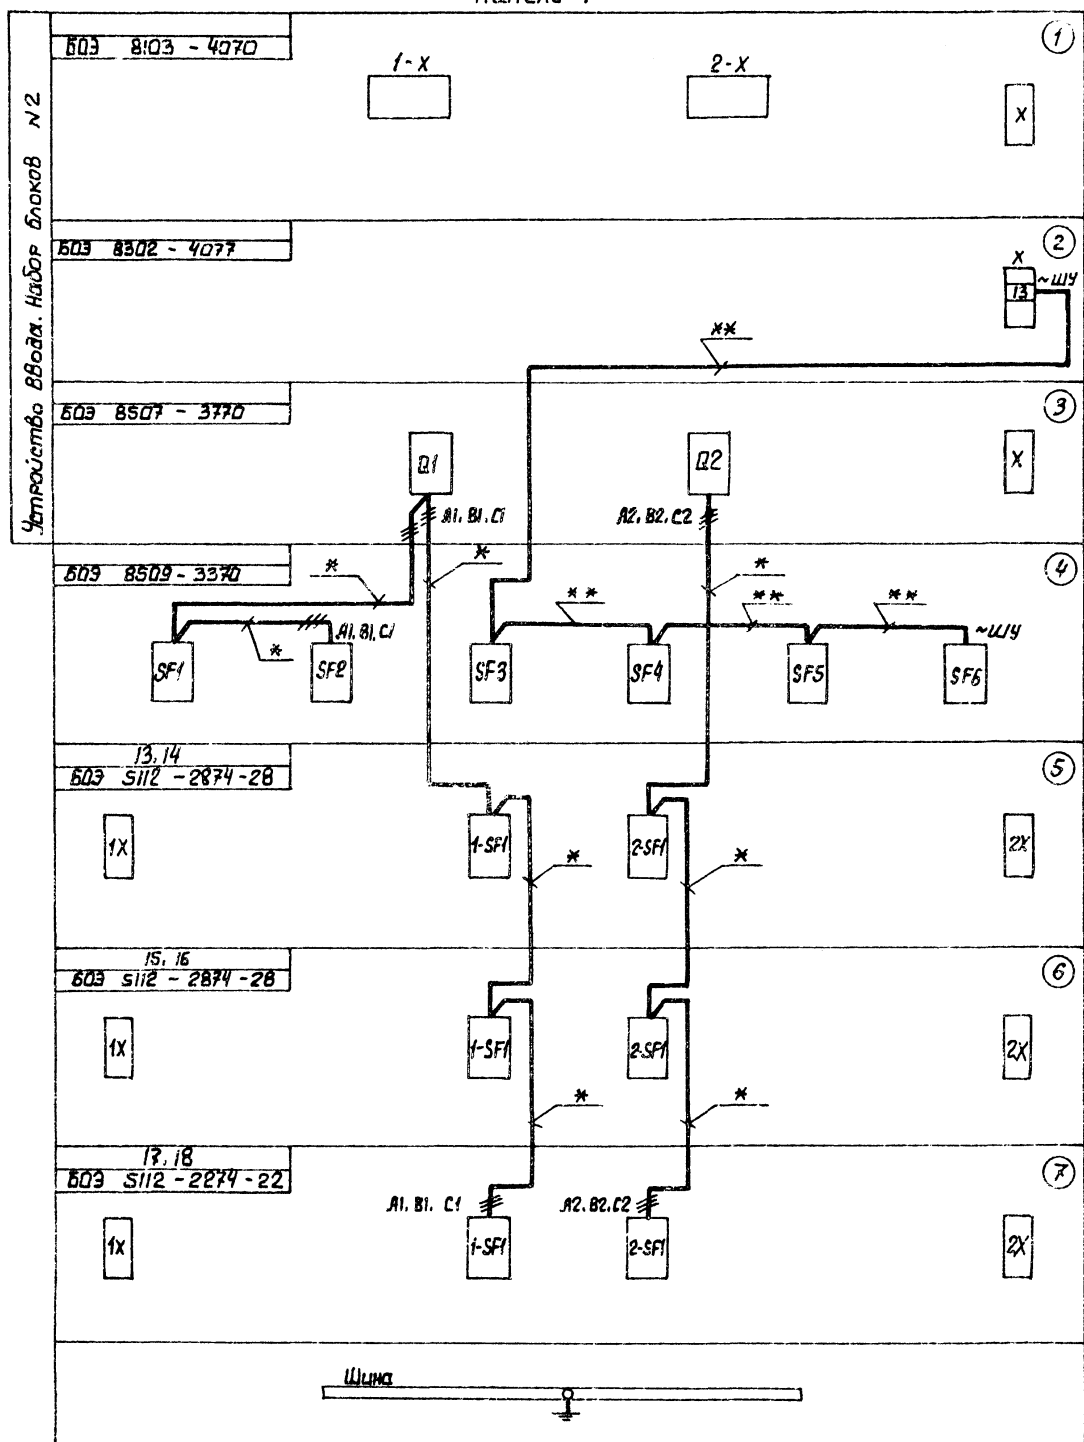 Устройство ввода. Набор блоков N2
БОЭ 8103 - 4070
1
1-X
2-X
X
БОЭ 8302 - 4077
2
X
13
~ШУ
**
БОЭ 8507 - 3770
3
Q1
Q2
X
A1. B1. C1
A2. B2. C2
БОЭ 8509 - 3370
4
*
*
*
**
**
**
*
A1. B1. C1
~ШУ
SF1
SF2
SF3
SF4
SF5
SF6
13, 14
БОЭ 5112 - 2874 - 28
5
1X
1-SF1
2-SF1
2X
*
*
15, 16
БОЭ 5112 - 2874 - 28
6
1X
1-SF1
2-SF1
2X
*
*
17, 18
БОЭ 5112 - 2274 - 22
7
A1. B1. C1
A2. B2. C2
1X
1-SF1
2-SF1
2X
Шина